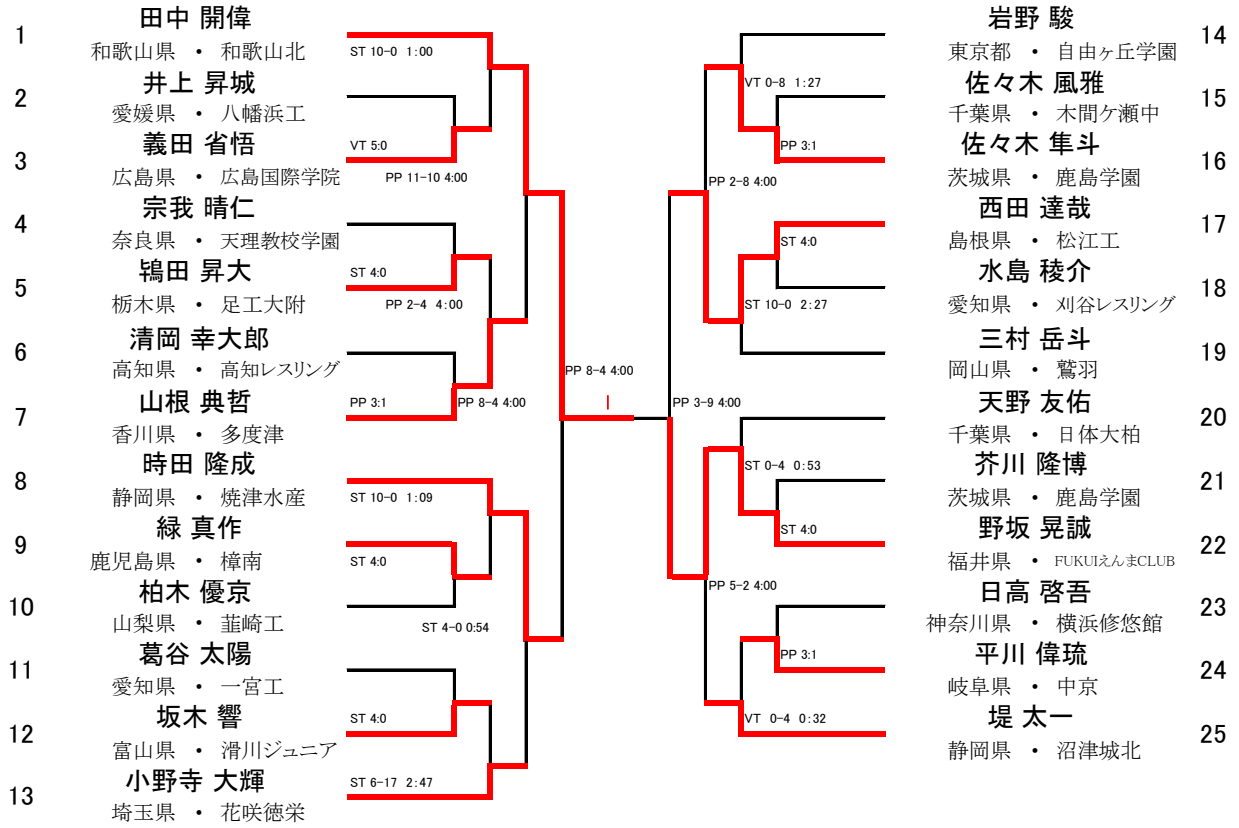 1
田中 開偉
和歌山県 ・ 和歌山北
ST 10-0 1:00
2
井上 昇城
愛媛県 ・ 八幡浜工
3
義田 省悟
広島県 ・ 広島国際学院
VT 5:0
PP 11-10 4:00
4
宗我 晴仁
奈良県 ・ 天理教校学園
5
鴇田 昇大
栃木県 ・ 足工大附
ST 4:0
PP 2-4 4:00
6
清岡 幸大郎
高知県 ・ 高知レスリング
7
山根 典哲
香川県 ・ 多度津
PP 3:1
PP 8-4 4:00
8
時田 隆成
静岡県 ・ 焼津水産
ST 10-0 1:09
9
緑 真作
鹿児島県 ・ 樟南
ST 4:0
10
柏木 優京
山梨県 ・ 韮崎工
ST 4-0 0:54
11
葛谷 太陽
愛知県 ・ 一宮工
12
坂木 響
富山県 ・ 滑川ジュニア
ST 4:0
13
小野寺 大輝
埼玉県 ・ 花咲徳栄
ST 6-17 2:47
PP 8-4 4:00
岩野 駿
東京都 ・ 自由ヶ丘学園
14
VT 0-8 1:27
佐々木 風雅
千葉県 ・ 木間ケ瀬中
15
佐々木 隼斗
茨城県 ・ 鹿島学園
16
PP 3:1
PP 2-8 4:00
西田 達哉
島根県 ・ 松江工
17
ST 4:0
水島 稜介
愛知県 ・ 刈谷レスリング
18
ST 10-0 2:27
三村 岳斗
岡山県 ・ 鷲羽
19
PP 3-9 4:00
天野 友佑
千葉県 ・ 日体大柏
20
ST 0-4 0:53
芥川 隆博
茨城県 ・ 鹿島学園
21
野坂 晃誠
福井県 ・ FUKUIえんまCLUB
22
ST 4:0
PP 5-2 4:00
日高 啓吾
神奈川県 ・ 横浜修悠館
23
平川 偉琉
岐阜県 ・ 中京
24
PP 3:1
堤 太一
静岡県 ・ 沼津城北
25
VT 0-4 0:32